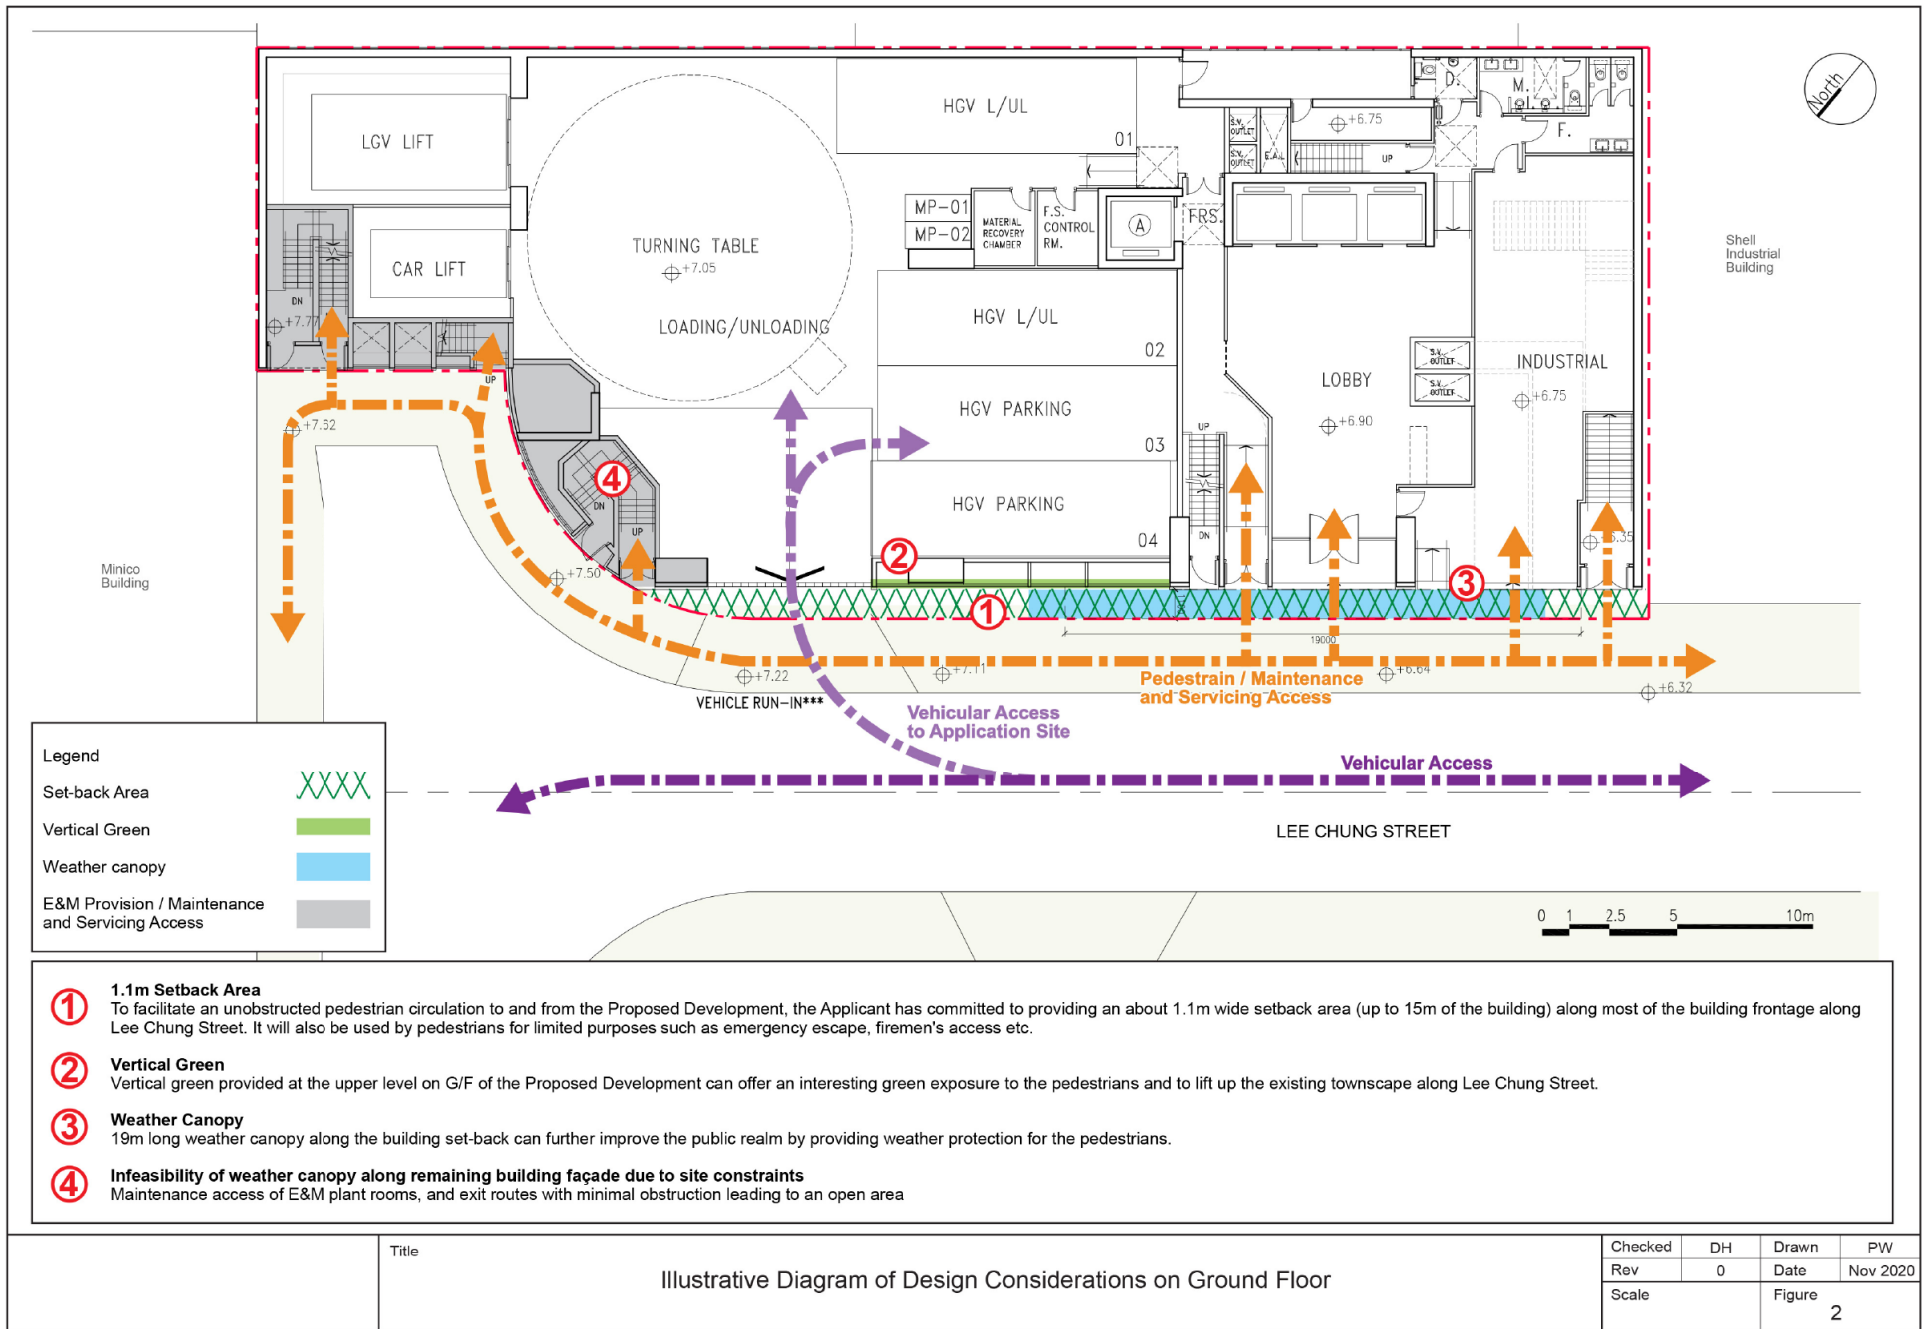 North
LGV LIFT
HGV L/UL
01
S.V.
OUTLET
S.V.
OUTLET
+6.75
UP
D.
M.
F.
MP-01
MP-02
MATERIAL
RECOVERY
CHAMBER
F.S.
CONTROL
RM.
A
FRS.
TURNING TABLE
+7.05
CAR LIFT
DN
+7.77
LOADING/UNLOADING
HGV L/UL
02
Shell
Industrial
Building
S.V.
OUTLET
S.V.
OUTLET
INDUSTRIAL
+6.75
LOBBY
+6.90
UP
HGV PARKING
03
+7.62
UP
4
DN
UP
HGV PARKING
04
DN
2
3
1
Minico
Building
+7.50
19000
+7.22
+7.11
+6.64
+6.32
VEHICLE RUN-IN***
Pedestrain / Maintenance
and Servicing Access
Vehicular Access
to Application Site
Vehicular Access
LEE CHUNG STREET
Legend
Set-back Area
Vertical Green
Weather canopy
E&M Provision / Maintenance
and Servicing Access
0 1 2.5 5 10m
1 1.1m Setback Area
To facilitate an unobstructed pedestrian circulation to and from the Proposed Development, the Applicant has committed to providing an about 1.1m wide setback area (up to 15m of the building) along most of the building frontage along
Lee Chung Street. It will also be used by pedestrians for limited purposes such as emergency escape, firemen's access etc.
2 Vertical Green
Vertical green provided at the upper level on G/F of the Proposed Development can offer an interesting green exposure to the pedestrians and to lift up the existing townscape along Lee Chung Street.
3 Weather Canopy
19m long weather canopy along the building set-back can further improve the public realm by providing weather protection for the pedestrians.
4 Infeasibility of weather canopy along remaining building façade due to site constraints
Maintenance access of E&M plant rooms, and exit routes with minimal obstruction leading to an open area
Title
Illustrative Diagram of Design Considerations on Ground Floor
Checked DH Drawn PW
Rev 0 Date Nov 2020
Scale Figure
2